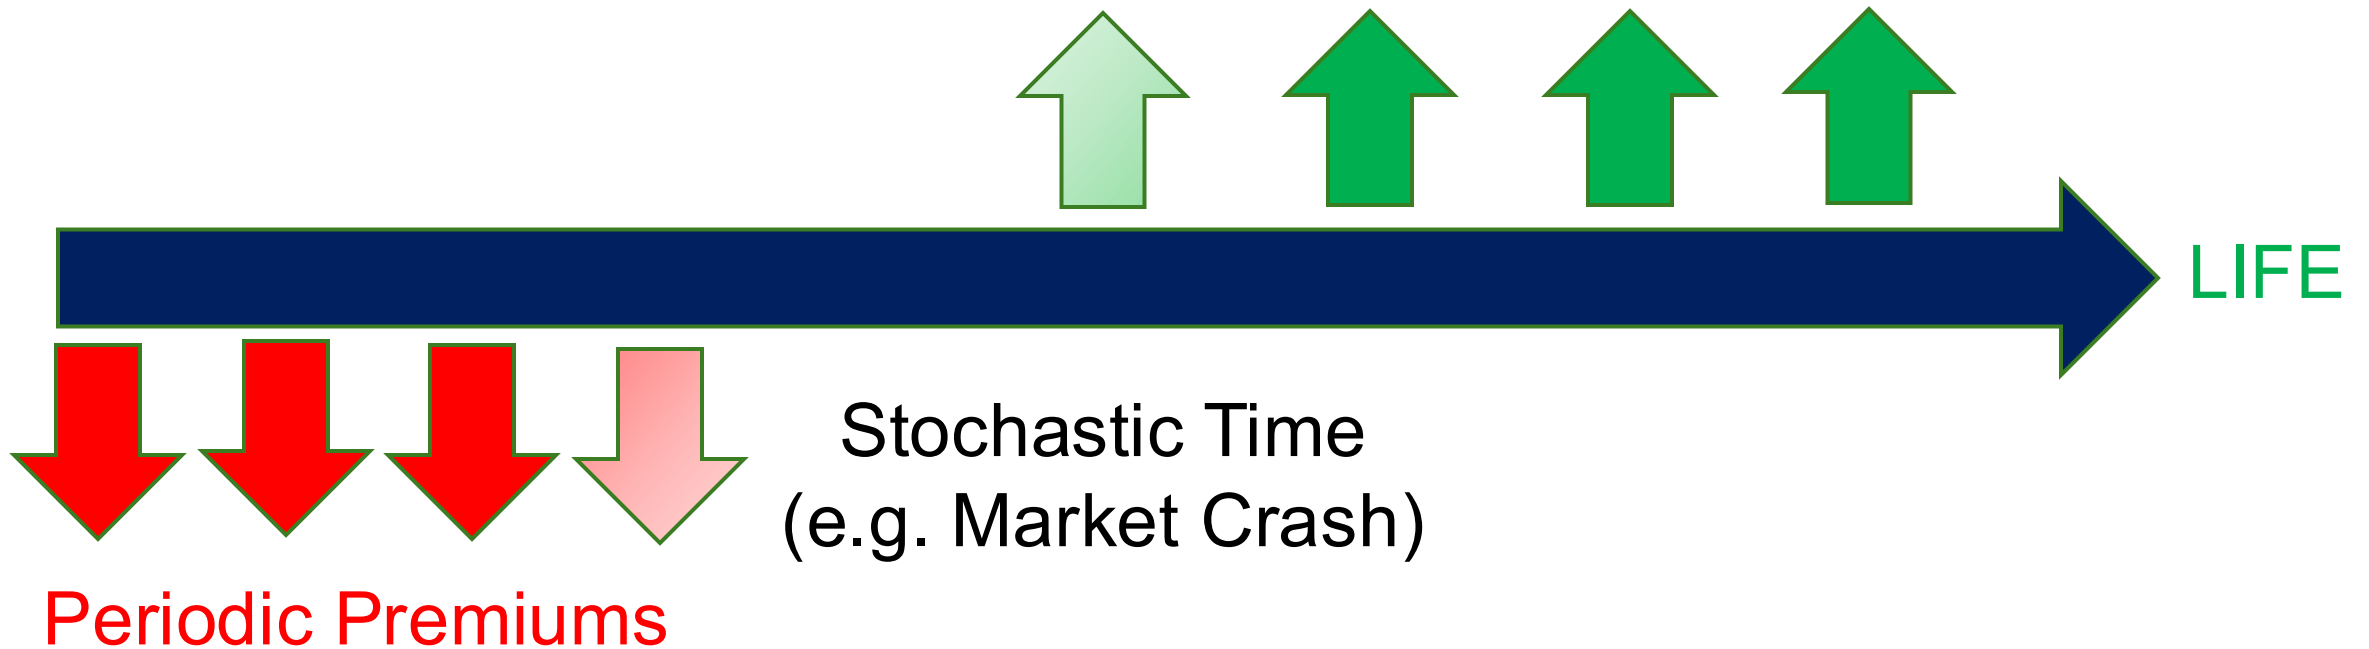 LIFE
Stochastic Time
(e.g. Market Crash)
Periodic Premiums